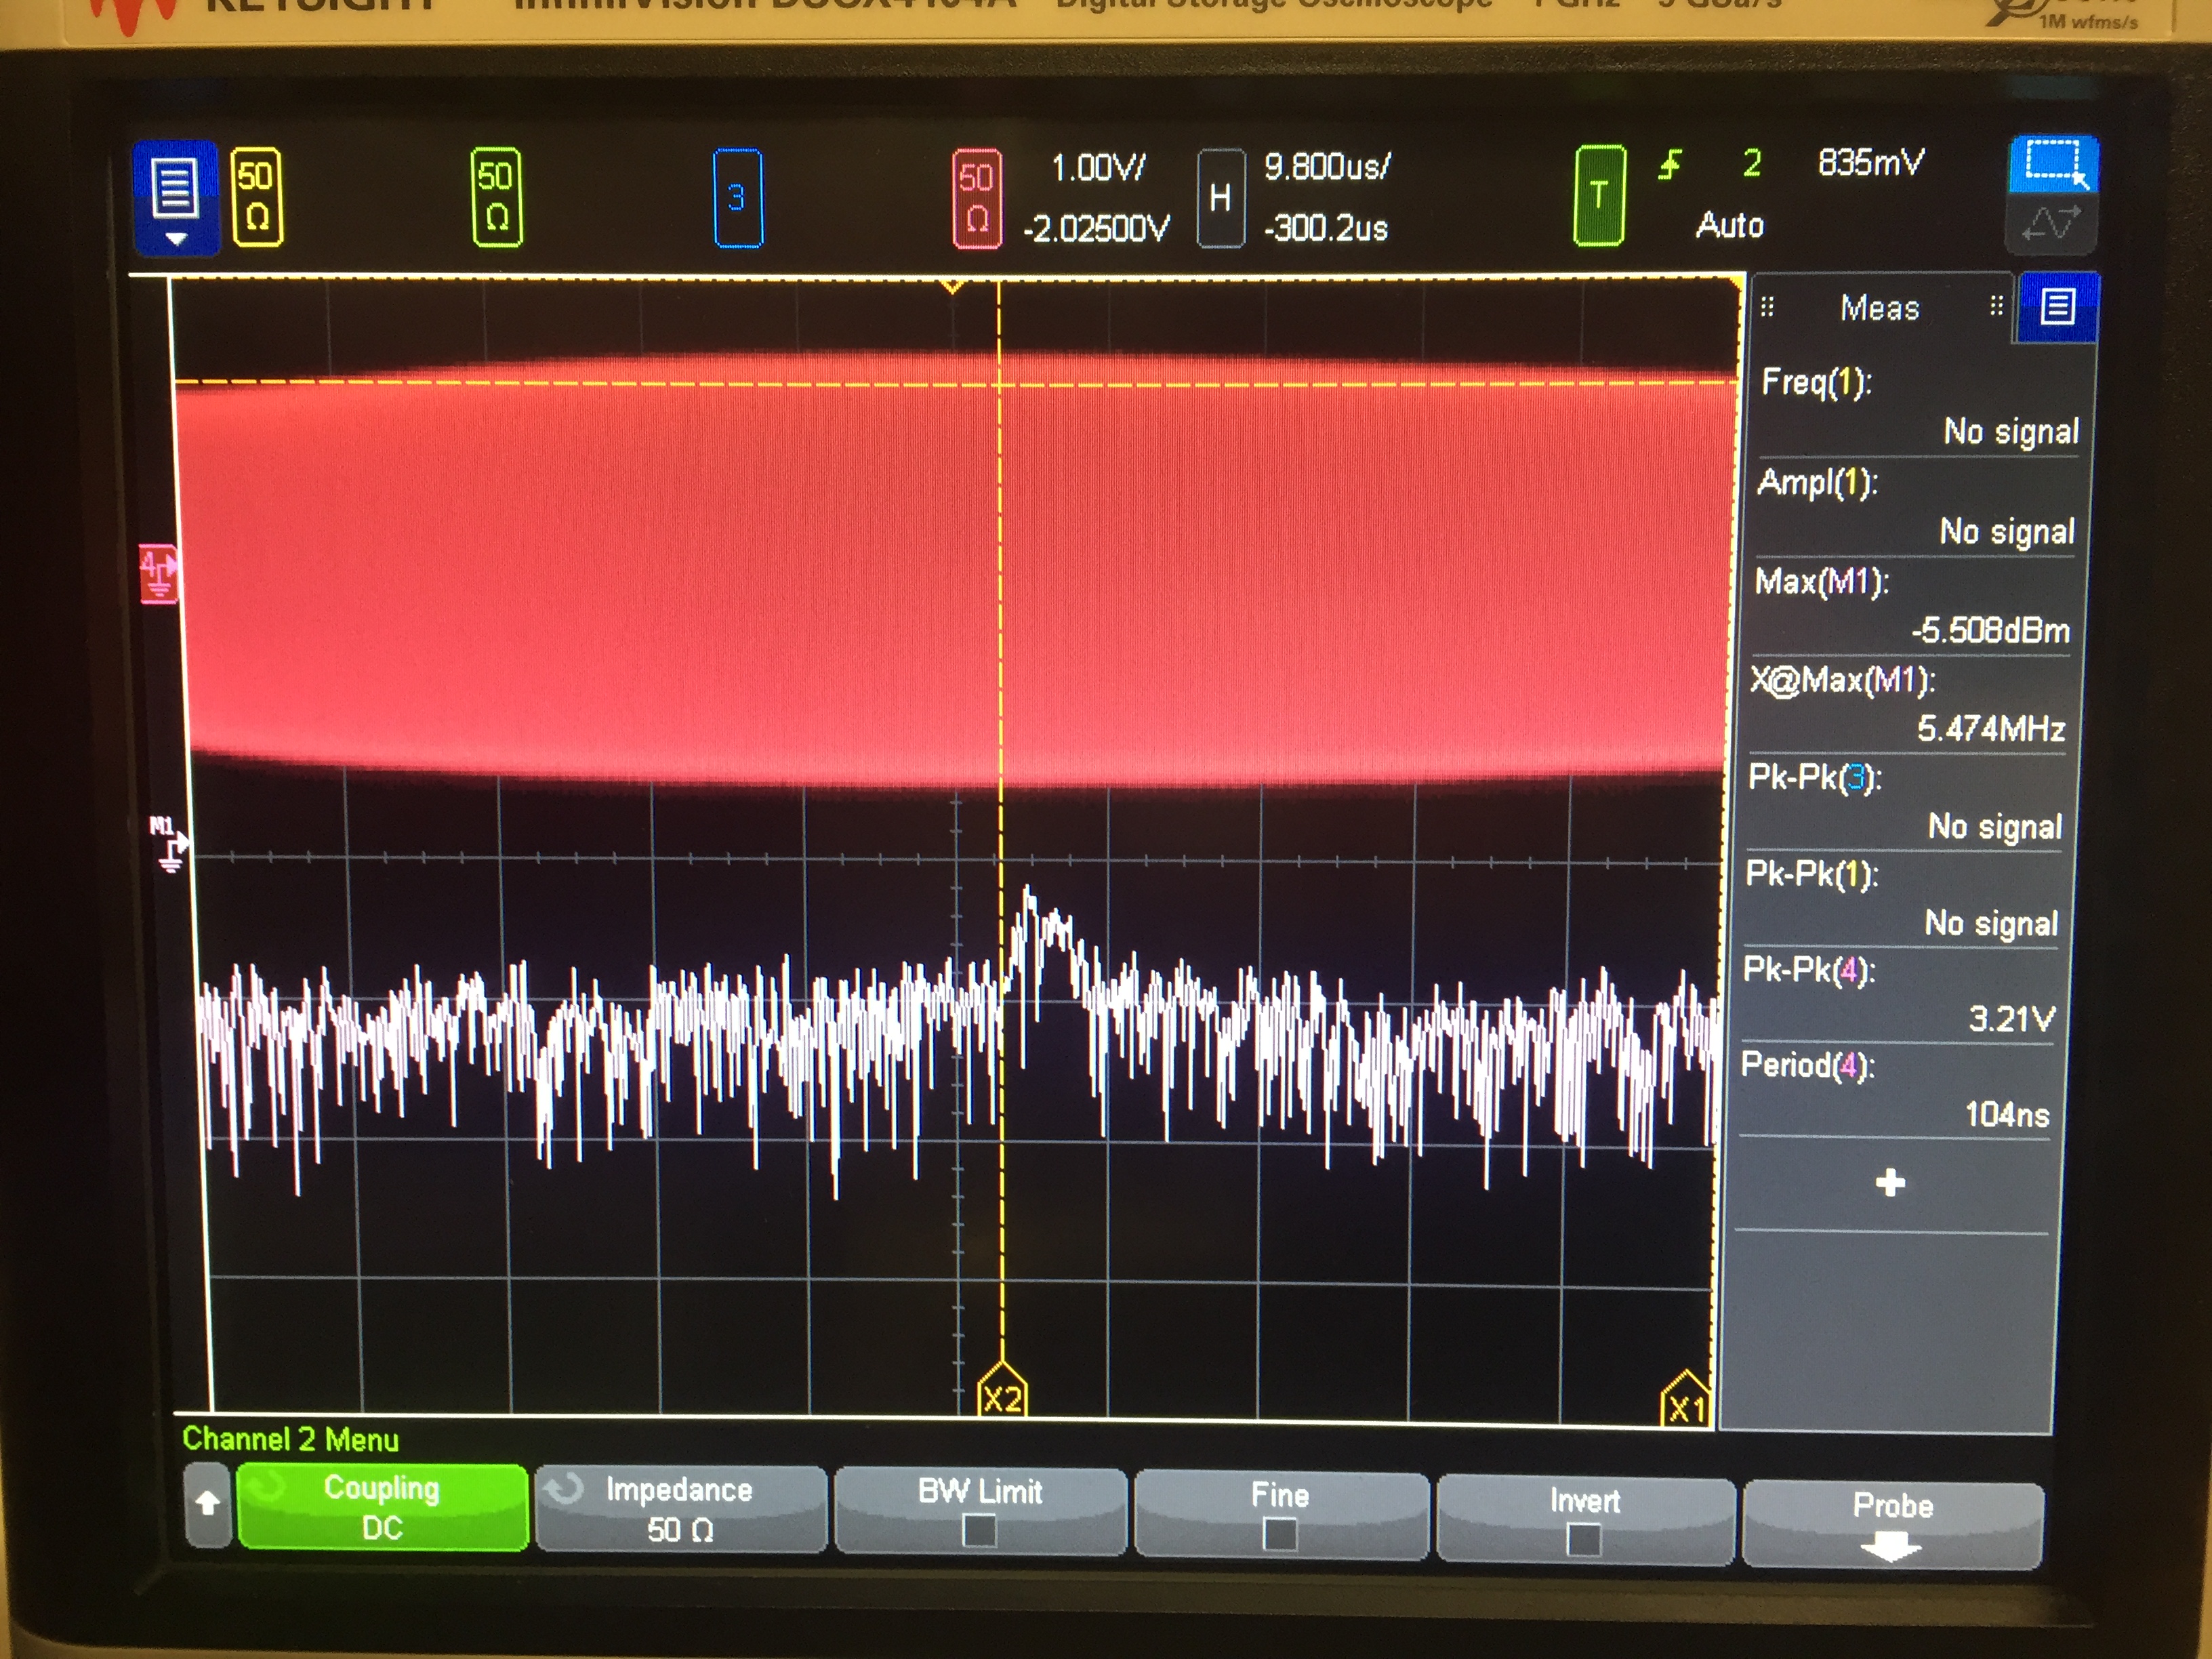 KEYSIGHT InfiniiVision DSOX4104A Digital Storage Oscilloscope 1 GHz 5 GSa/s
1M wfms/s
50 Ω 50 Ω 3 50 Ω 1.00V/ H 9.800us/ T 2 835mV
-2.02500V -300.2us Auto
Meas
Freq(1):
No signal
Ampl(1):
No signal
Max(M1):
-5.508dBm
X@Max(M1):
5.474MHz
Pk-Pk(3):
No signal
Pk-Pk(1):
No signal
Pk-Pk(4):
3.21V
Period(4):
104ns
4
M1
X2 X1
Channel 2 Menu
Coupling Impedance BW Limit Fine Invert Probe
DC 50 Ω